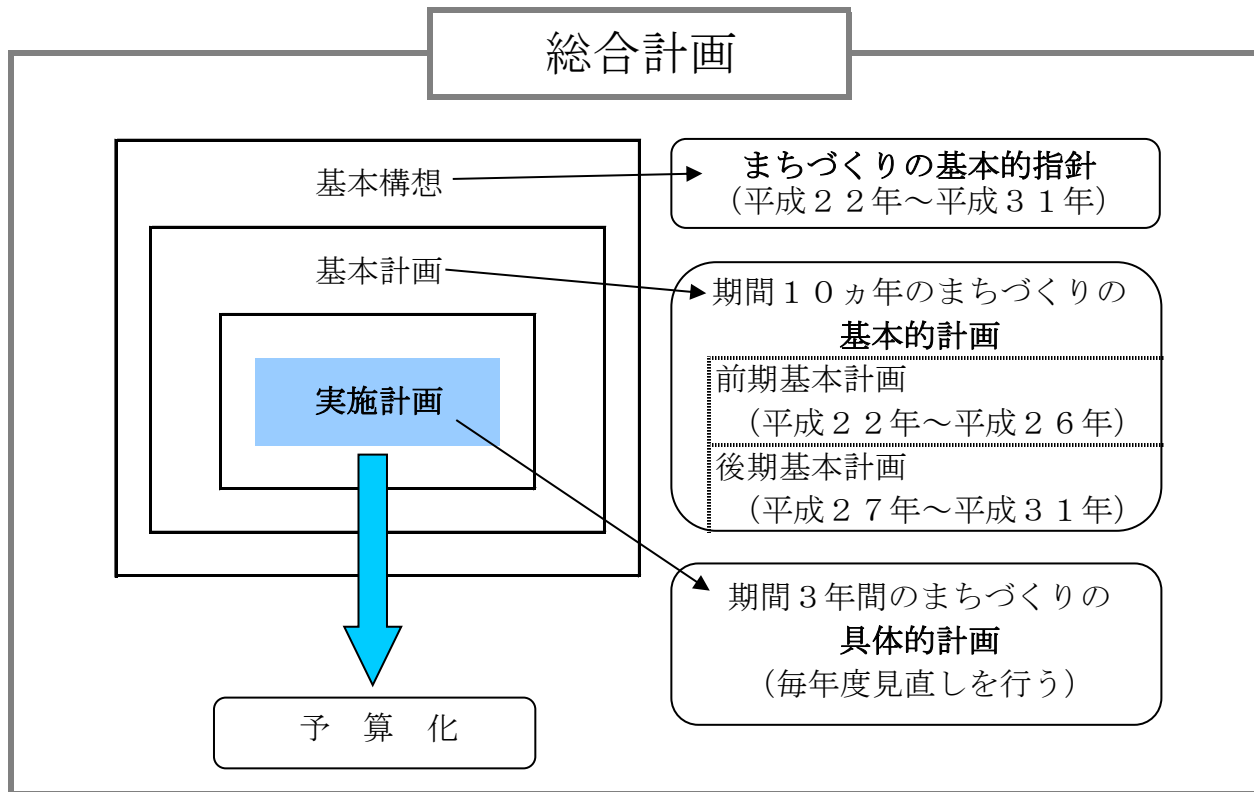 総合計画
基本構想
まちづくりの基本的指針
（平成２２年～平成３１年）
基本計画
期間１０ヵ年のまちづくりの
基本的計画
前期基本計画
（平成２２年～平成２６年）
後期基本計画
（平成２７年～平成３１年）
実施計画
期間３年間のまちづくりの
具体的計画
（毎年度見直しを行う）
予　算　化